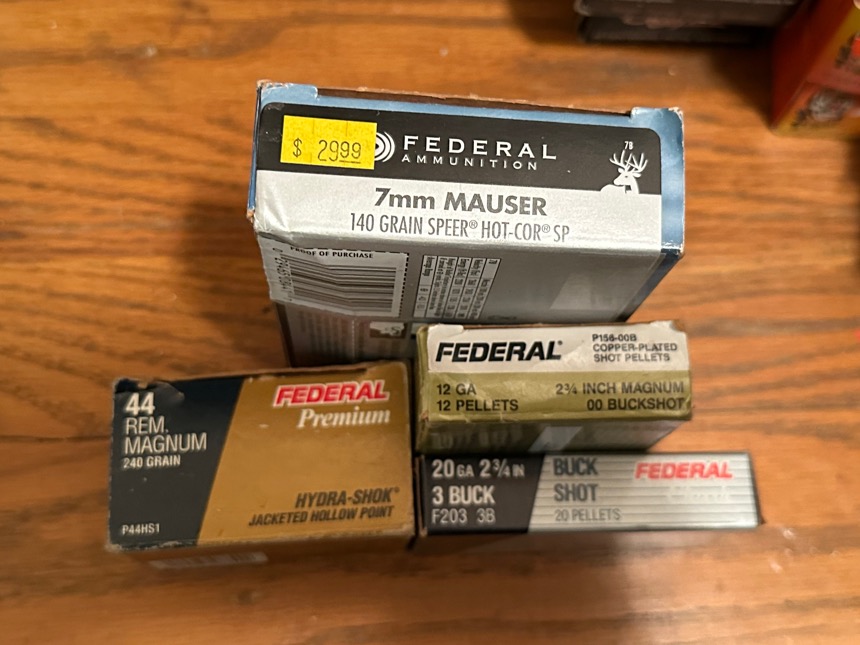 $ 29.99
FEDERAL
AMMUNITION
7B
7mm MAUSER
140 GRAIN SPEER® HOT-COR® SP
PROOF OF PURCHASE
FEDERAL®
P156-00B
COPPER-PLATED
SHOT PELLETS
12 GA
2¾ INCH MAGNUM
12 PELLETS
00 BUCKSHOT
44
REM.
MAGNUM
240 GRAIN
FEDERAL
Premium
HYDRA-SHOK®
JACKETED HOLLOW POINT
P44HS1
20 GA 2¾ IN
BUCK
FEDERAL
3 BUCK
SHOT
F203 3B
20 PELLETS